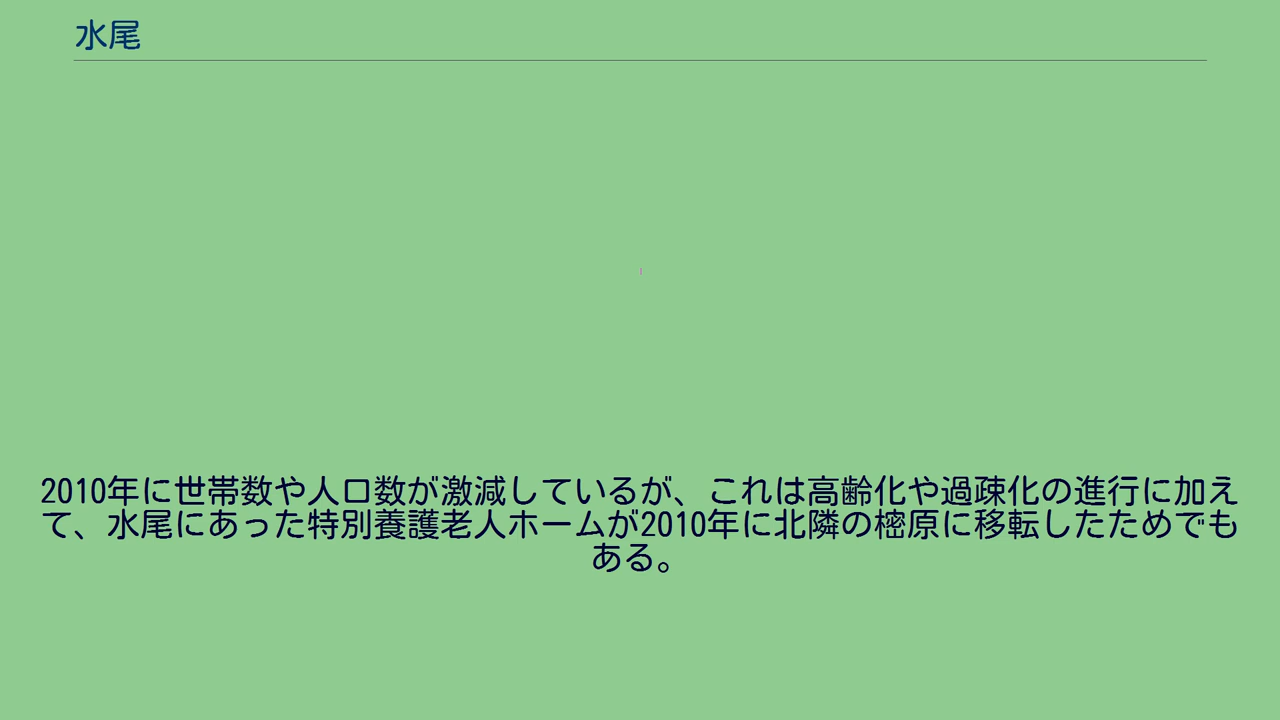 水尾
2010年に世帯数や人口数が激減しているが、これは高齢化や過疎化の進行に加え
て、水尾にあった特別養護老人ホームが2010年に北隣の樒原に移転したためでも
ある。